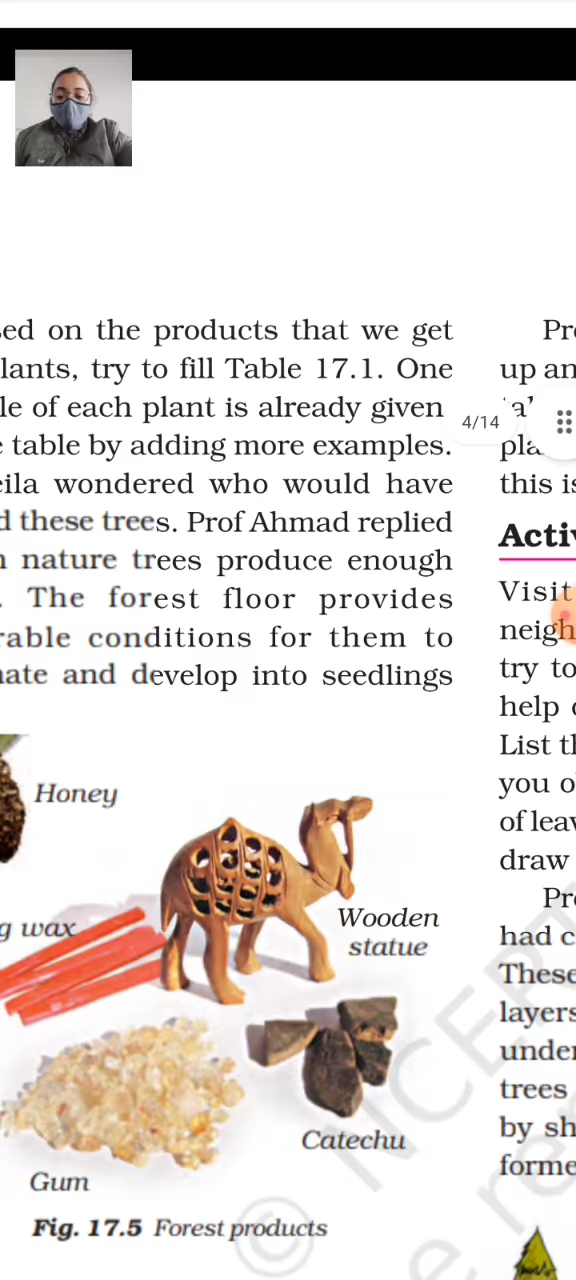 sed on the products that we get
lants, try to fill Table 17.1. One
le of each plant is already given
e table by adding more examples.
eila wondered who would have
d these trees. Prof Ahmad replied
n nature trees produce enough
. The forest floor provides
rable conditions for them to
nate and develop into seedlings
Honey
g wax
Wooden
statue
Catechu
Gum
Fig. 17.5 Forest products
4/14
Pr
up an
pla
this is
Activ
Visit
neigh
try to
help
List th
you o
of leav
draw
Pr
had c
These
layers
under
trees
by sh
forme
© NCERT
e re